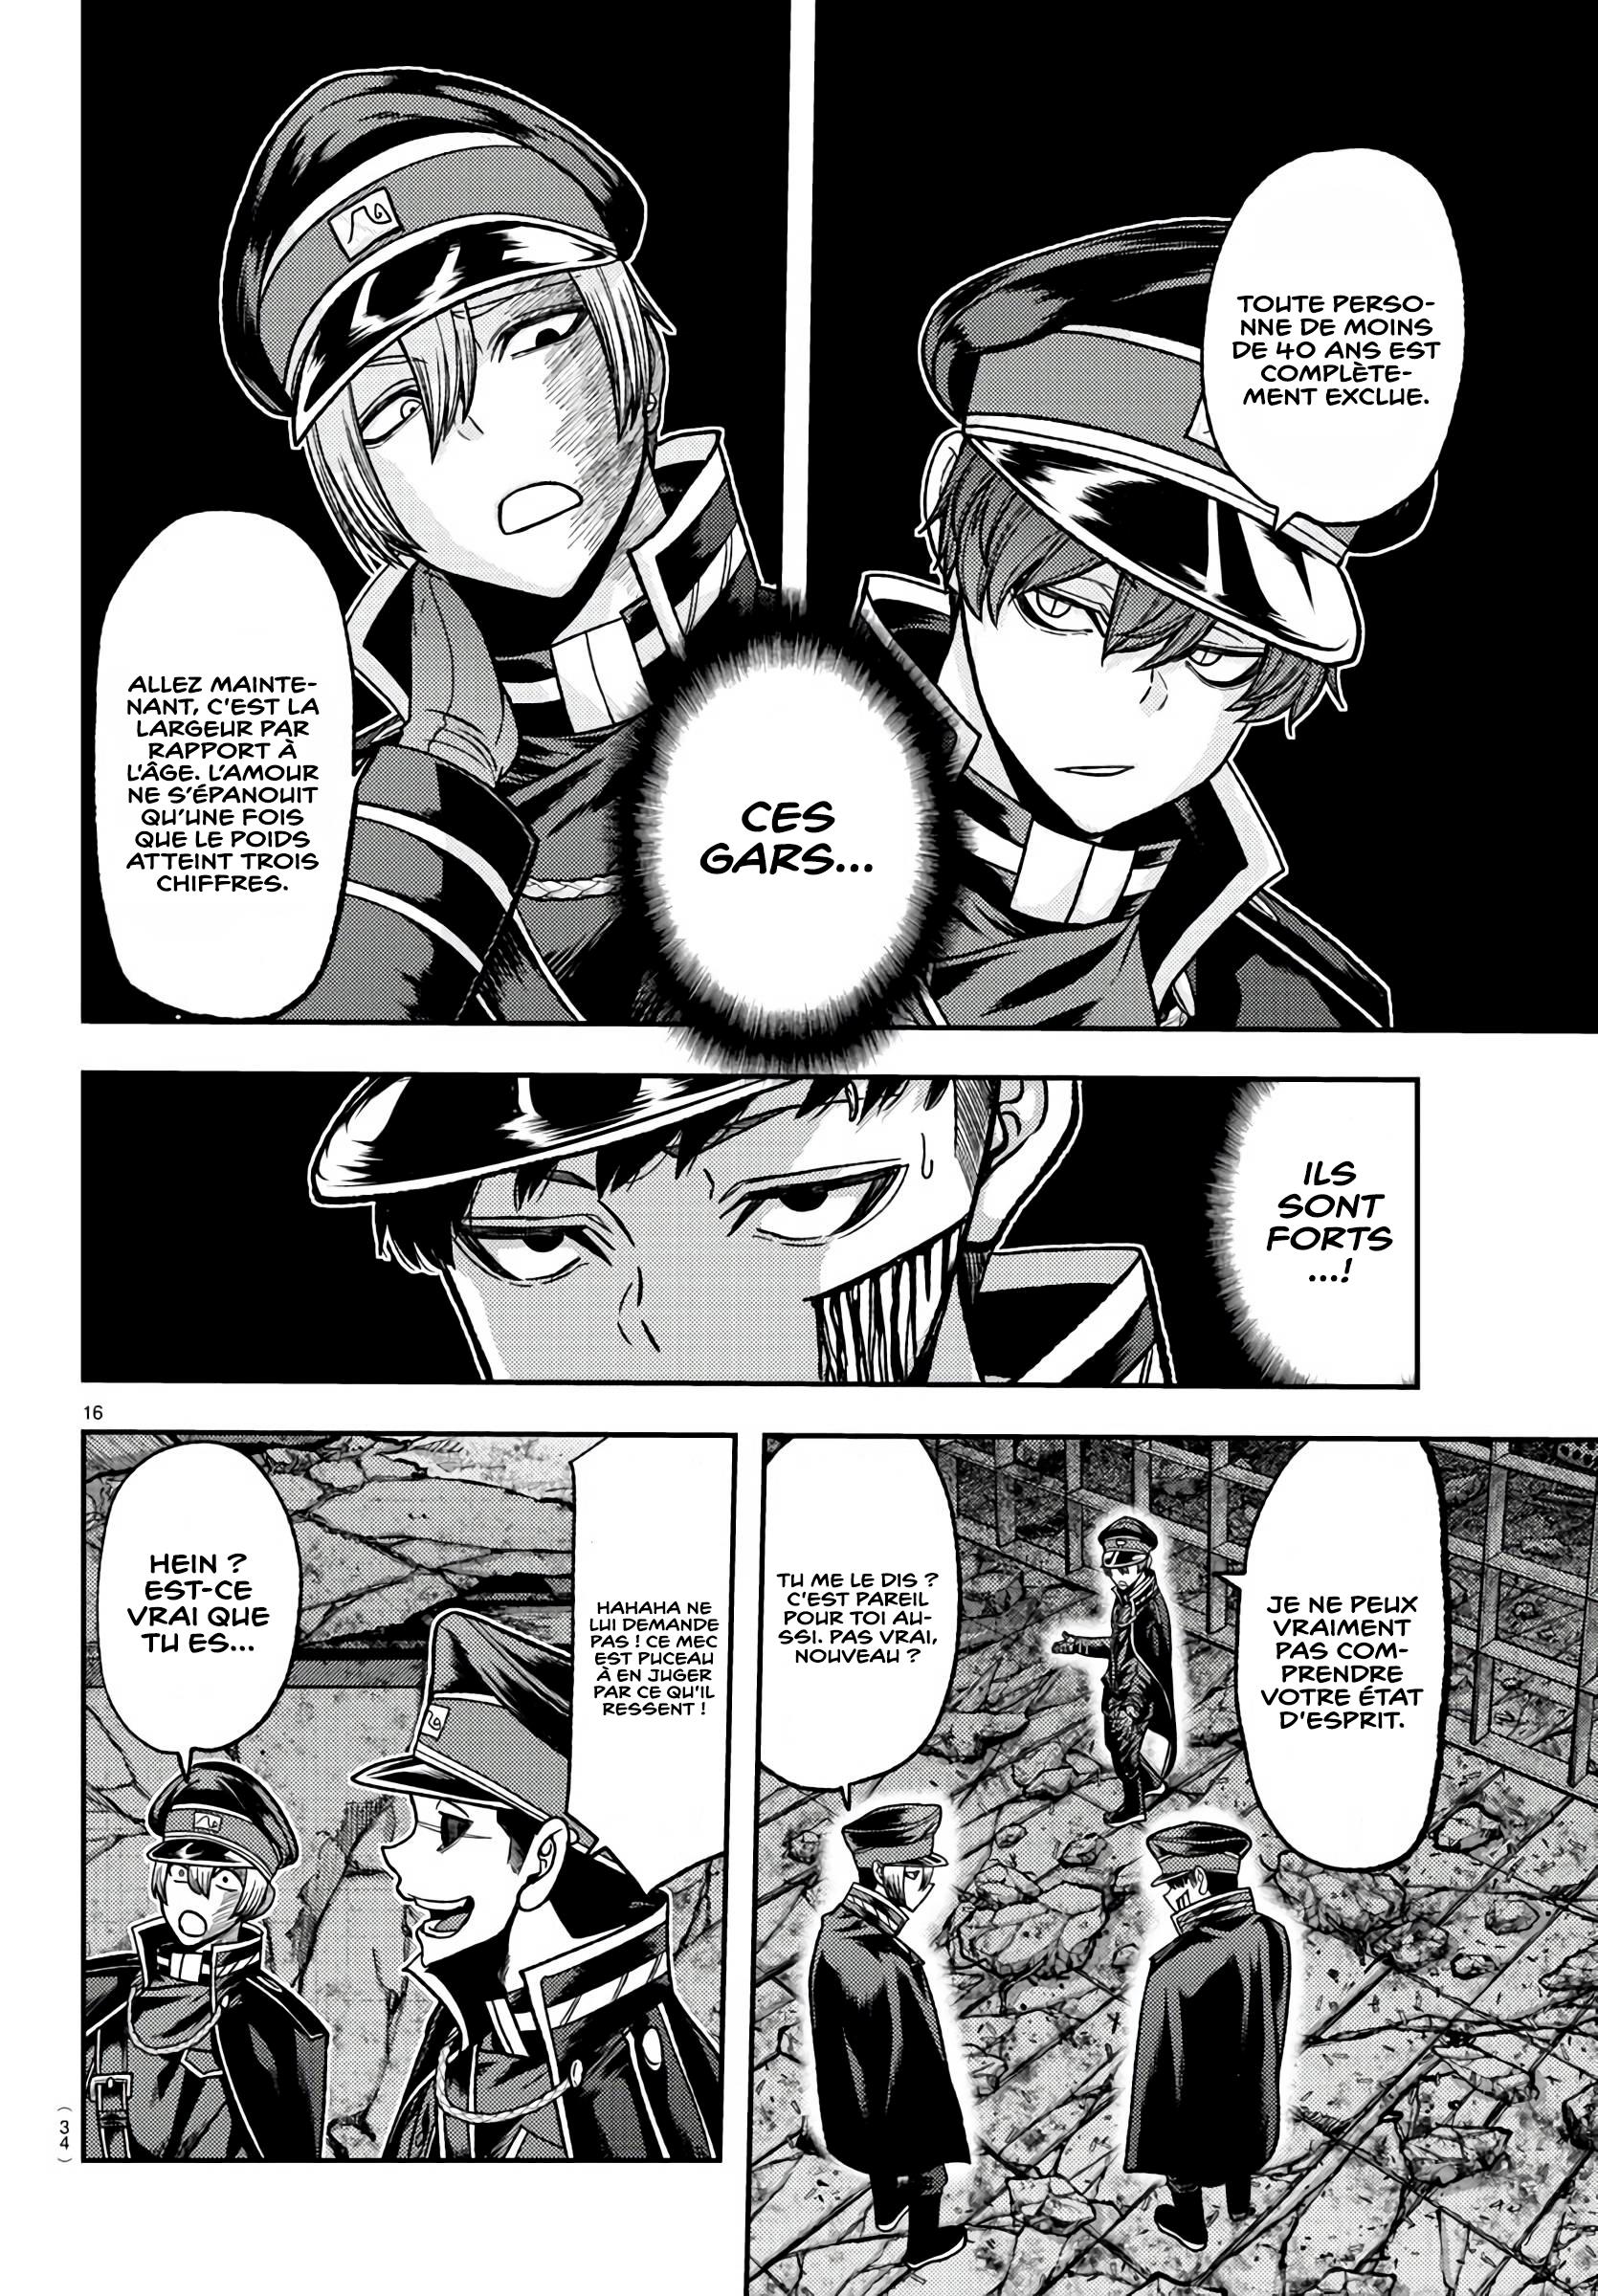 TOUTE PERSO-
NNE DE MOINS
DE 40 ANS EST
COMPLÈTE-
MENT EXCLUE.
ALLEZ MAINTE-
NANT, C'EST LA
LARGEUR PAR
RAPPORT À
L'ÂGE. L'AMOUR
NE S'ÉPANOUIT
QU'UNE FOIS
QUE LE POIDS
ATTEINT TROIS
CHIFFRES.
CES
GARS...
ILS
SONT
FORTS
...!
16
JE NE PEUX
VRAIMENT
PAS COM-
PRENDRE
VOTRE ÉTAT
D'ESPRIT.
TU ME LE DIS ?
C'EST PAREIL
POUR TOI AU-
SSI. PAS VRAI,
NOUVEAU ?
HAHAHA NE
LUI DEMANDE
PAS ! CE MEC
EST PUCEAU
À EN JUGER
PAR CE QU'IL
RESSENT !
HEIN ?
EST-CE
VRAI QUE
TU ES...
(34)